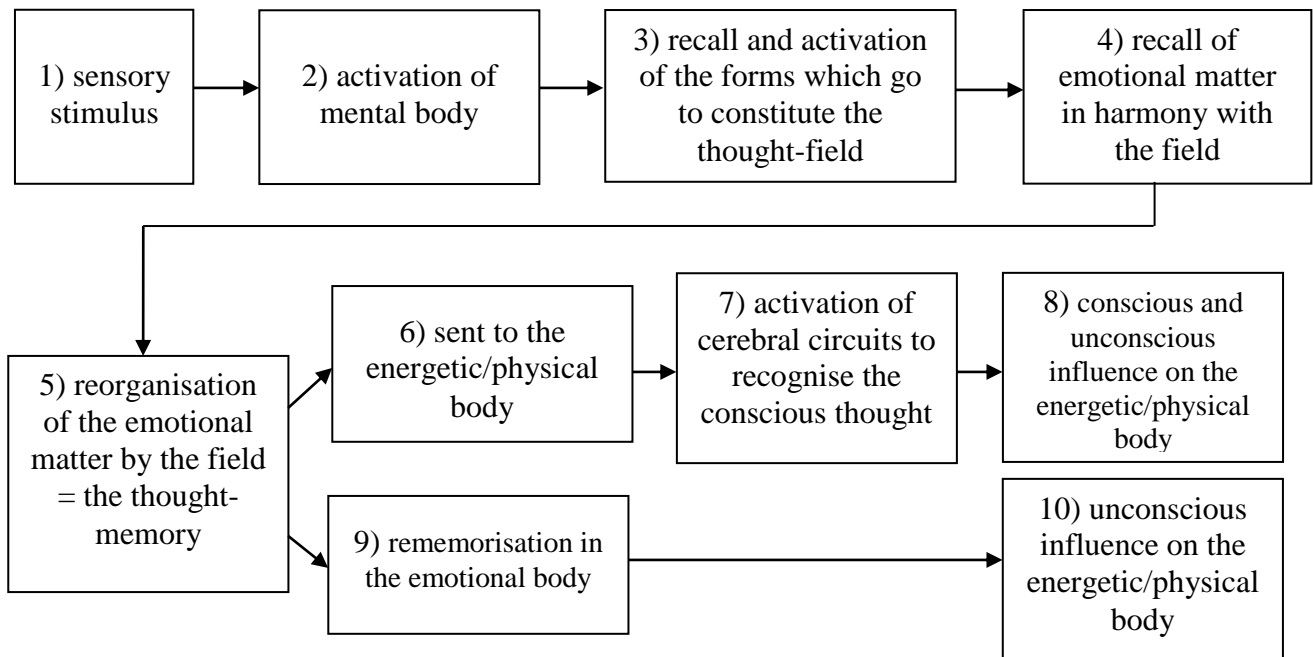 1) sensory
stimulus
2) activation of
mental body
3) recall and activation
of the forms which go
to constitute the
thought-field
4) recall of
emotional matter
in harmony with
the field
5) reorganisation
of the emotional
matter by the field
= the thought-
memory
6) sent to the
energetic/physical
body
7) activation of
cerebral circuits to
recognise the
conscious thought
8) conscious and
unconscious
influence on the
energetic/physical
body
9) rememorisation in
the emotional body
10) unconscious
influence on the
energetic/physical
body